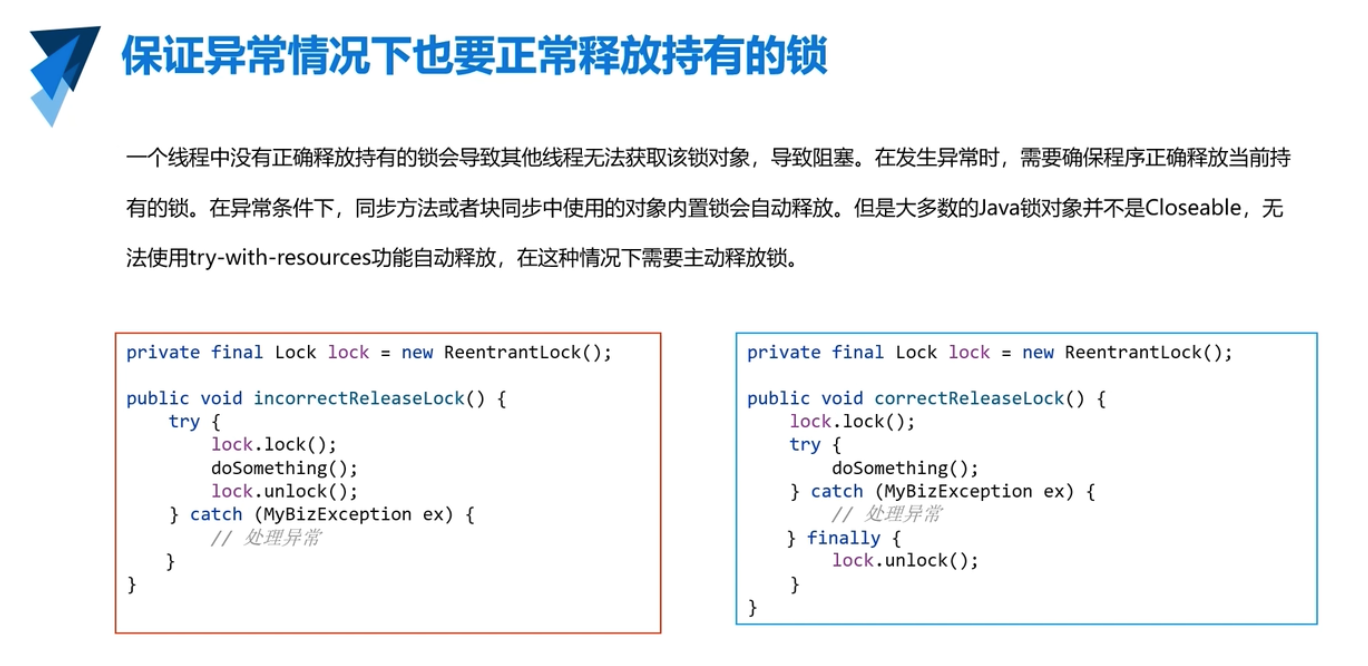 保证异常情况下也要正常释放持有的锁
一个线程中没有正确释放持有的锁会导致其他线程无法获取该锁对象，导致阻塞。在发生异常时，需要确保程序正确释放当前持
有的锁。在异常条件下，同步方法或者块同步中使用的对象内置锁会自动释放。但是大多数的Java锁对象并不是Closeable，无
法使用try-with-resources功能自动释放，在这种情况下需要主动释放锁。
private final Lock lock = new ReentrantLock();
public void incorrectReleaseLock() {
try {
lock.lock();
doSomething();
lock.unlock();
} catch (MyBizException ex) {
// 处理异常
}
}
private final Lock lock = new ReentrantLock();
public void correctReleaseLock() {
lock.lock();
try {
doSomething();
} catch (MyBizException ex) {
// 处理异常
} finally {
lock.unlock();
}
}